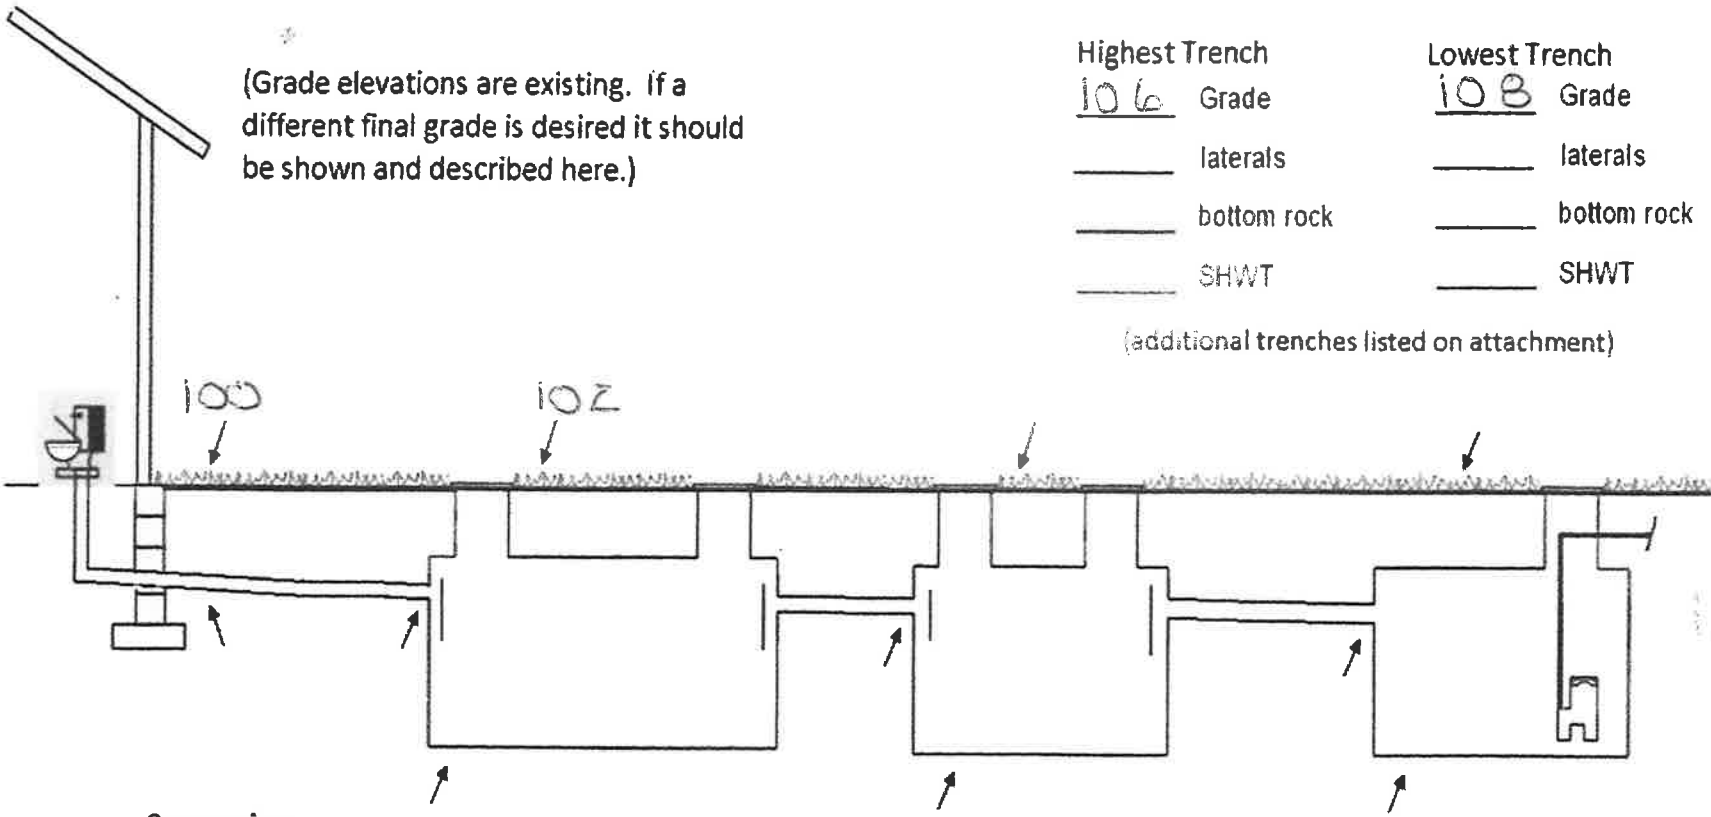 (Grade elevations are existing. If a
different final grade is desired it should
be shown and described here.)
Highest Trench
106 Grade
laterals
bottom rock
SHWT
Lowest Trench
108 Grade
laterals
bottom rock
SHWT
(additional trenches listed on attachment)
100
102